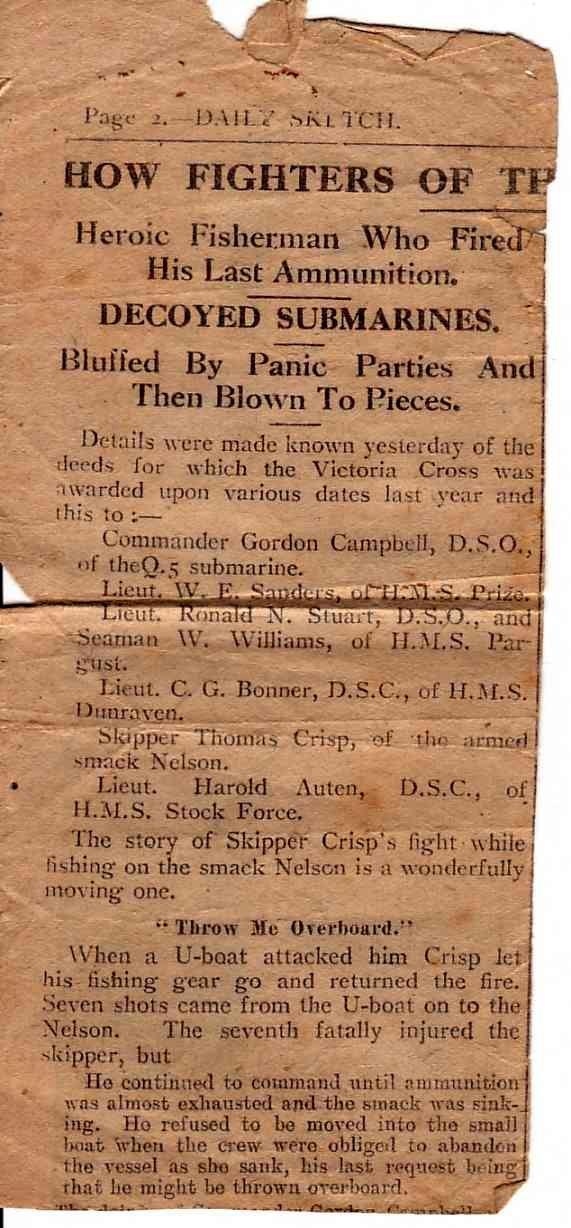 Page 2.—DAILY SKETCH.
HOW FIGHTERS OF TH
Heroic Fisherman Who Fired
His Last Ammunition.
DECOYED SUBMARINES.
Bluffed By Panic Parties And
Then Blown To Pieces.
Details were made known yesterday of the
deeds for which the Victoria Cross was
awarded upon various dates last year and
this to :—
Commander Gordon Campbell, D.S.O.,
of theQ.5 submarine.
Lieut. W. E. Sanders, of H.M.S. Prize.
Lieut. Ronald N. Stuart, D.S.O., and
Seaman W. Williams, of H.M.S. Par-
gust.
Lieut. C. G. Bonner, D.S.C., of H.M.S.
Dunraven.
Skipper Thomas Crisp, of the armed
smack Nelson.
Lieut. Harold Auten, D.S.C., of
H.M.S. Stock Force.
The story of Skipper Crisp's fight while
fishing on the smack Nelson is a wonderfully
moving one.
"Throw Me Overboard."
When a U-boat attacked him Crisp let
his fishing gear go and returned the fire.
Seven shots came from the U-boat on to the
Nelson. The seventh fatally injured the
skipper, but
He continued to command until ammunition
was almost exhausted and the smack was sink-
ing. He refused to be moved into the small
boat when the crew were obliged to abandon
the vessel as she sank, his last request being
that he might be thrown overboard.
Commander Gordon Campbell